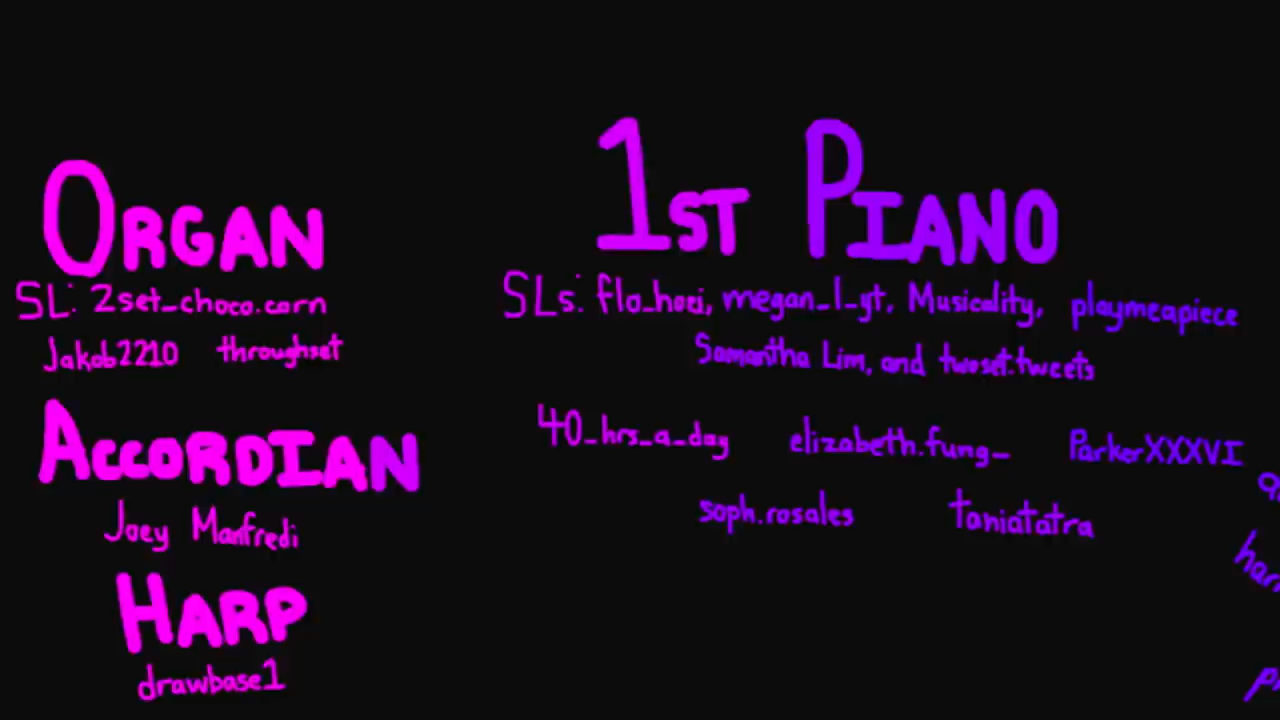 ORGAN
SL: 2set_choco.corn
Jakob2210 throughset
ACCORDIAN
Joey Manfredi
HARP
drawbase1
1ST PIANO
SLs: flo_hoei, megan_l_yt, Musicality, playmeapiece
Samantha Lim, and twoset.tweets
40_hrs_a_day elizabeth.fung_ ParkerXXXVI
soph.rosales taniatatra